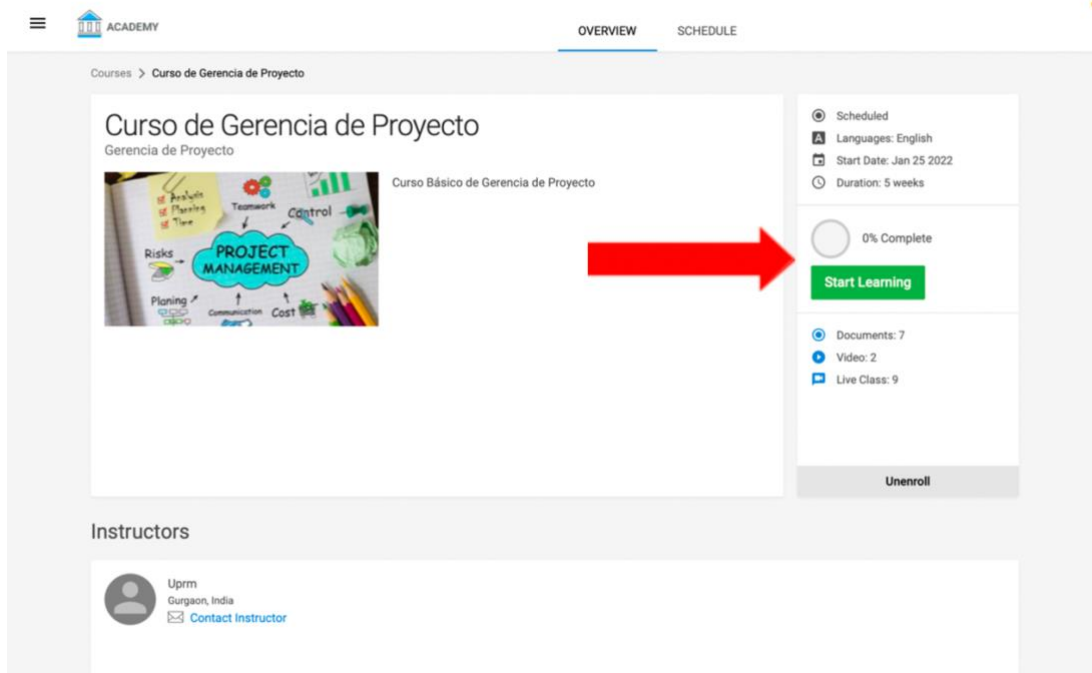 ACADEMY
OVERVIEW SCHEDULE
Courses > Curso de Gerencia de Proyecto
Curso de Gerencia de Proyecto
Gerencia de Proyecto
Curso Básico de Gerencia de Proyecto
Analysis
Planning
Time
Teamwork
Control
Risks
PROJECT
MANAGEMENT
Planing
Communication
Cost
Scheduled
Languages: English
Start Date: Jan 25 2022
Duration: 5 weeks
0% Complete
Start Learning
Documents: 7
Video: 2
Live Class: 9
Unenroll
Instructors
Uprm
Gurgaon, India
Contact Instructor